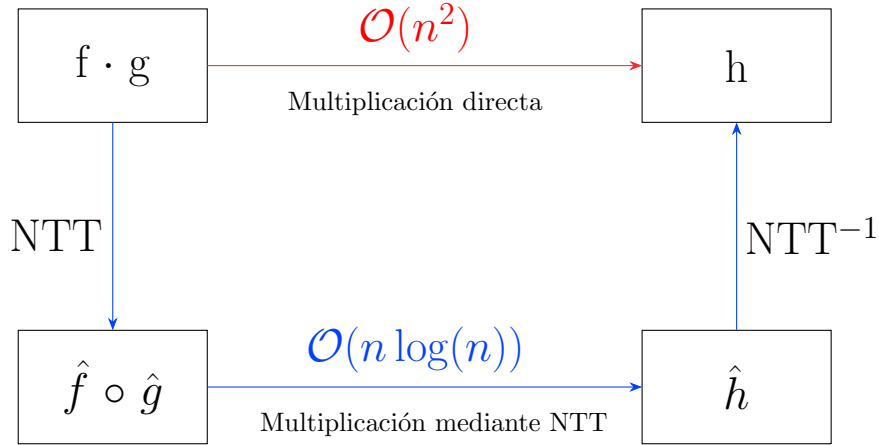 𝒪(n²)
f · g
h
Multiplicación directa
NTT
NTT⁻¹
𝒪(n log(n))
f̂ ∘ ĝ
ĥ
Multiplicación mediante NTT